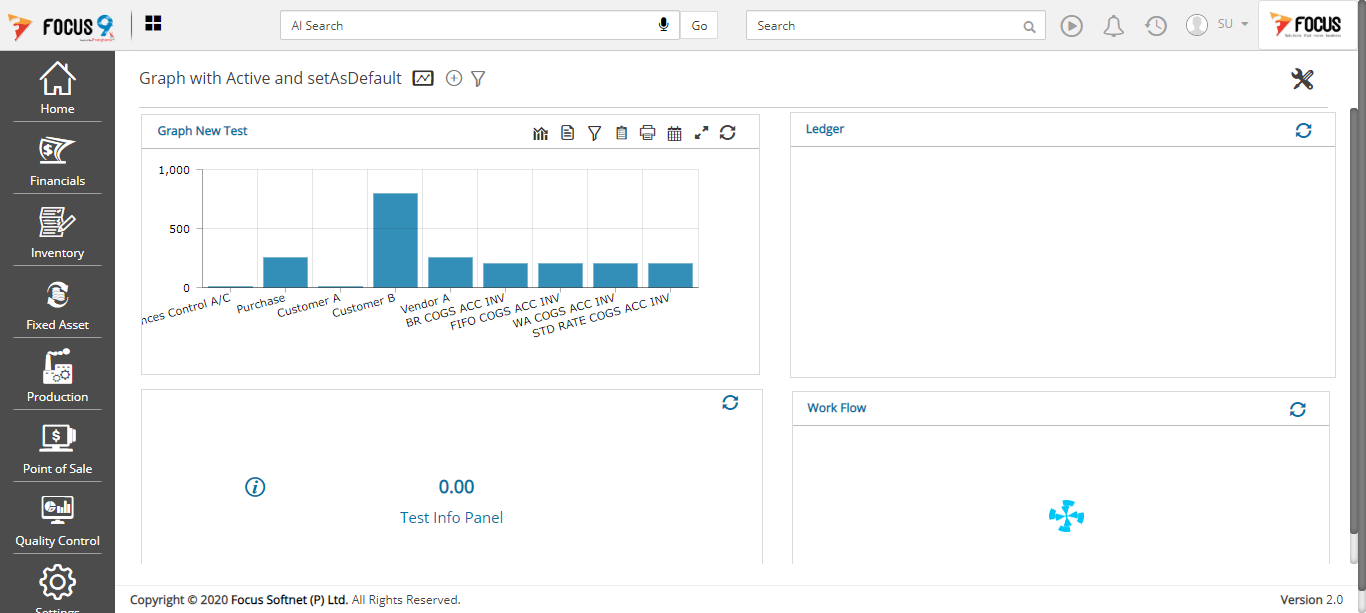 FOCUS 9
AI Search
Go
Search
SU
FOCUS
Home
Financials
Inventory
Fixed Asset
Production
Point of Sale
Quality Control
Settings
Graph with Active and setAsDefault
Graph New Test
1,000
500
0
nces Control A/C
Purchase
Customer A
Customer B
Vendor A
BR COGS ACC INV
FIFO COGS ACC INV
WA COGS ACC INV
STD RATE COGS ACC INV
Ledger
0.00
Test Info Panel
Work Flow
Copyright © 2020 Focus Softnet (P) Ltd. All Rights Reserved.
Version 2.0